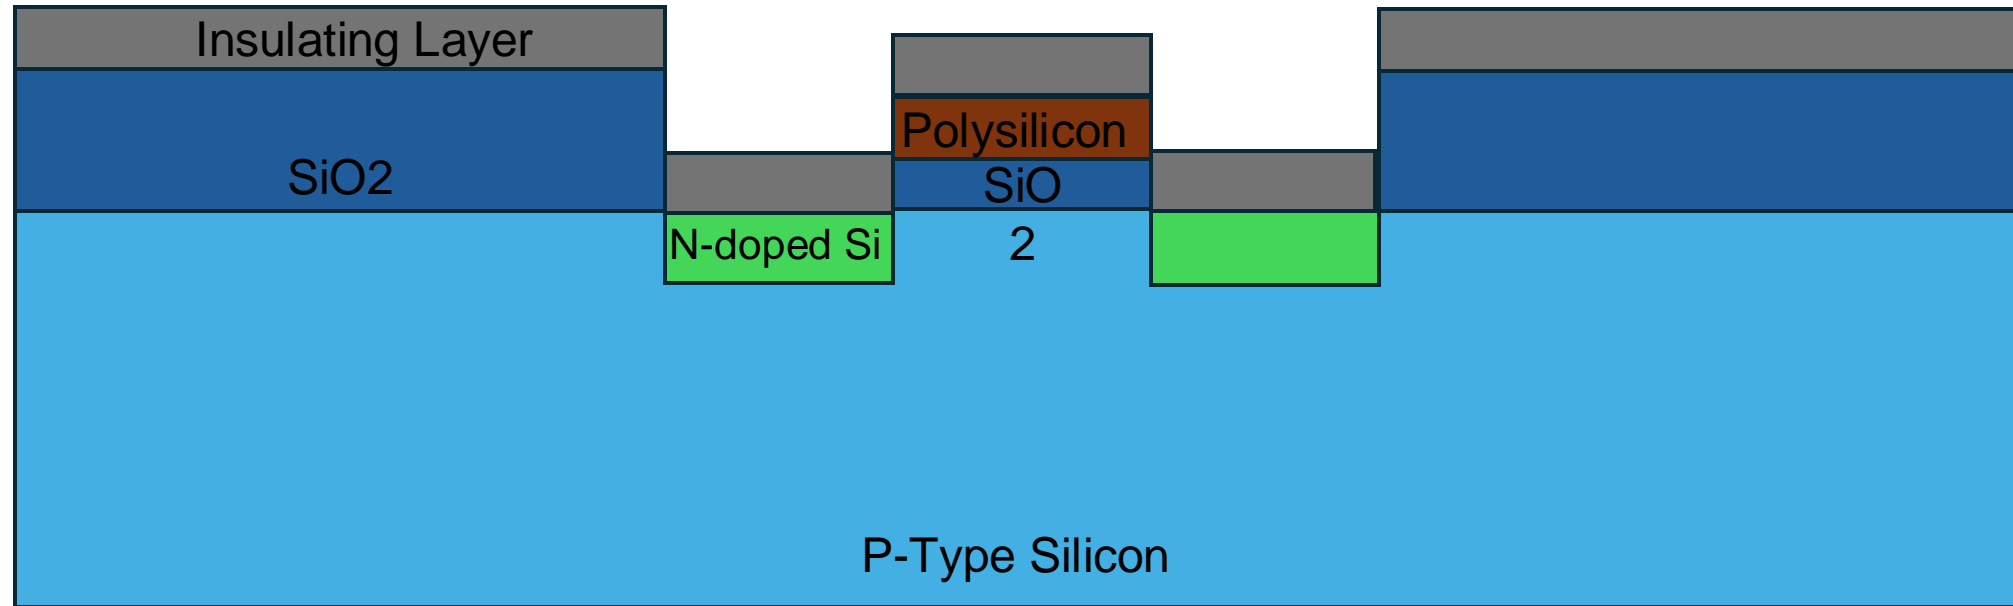 Insulating Layer
Polysilicon
SiO2
SiO
2
N-doped Si
P-Type Silicon